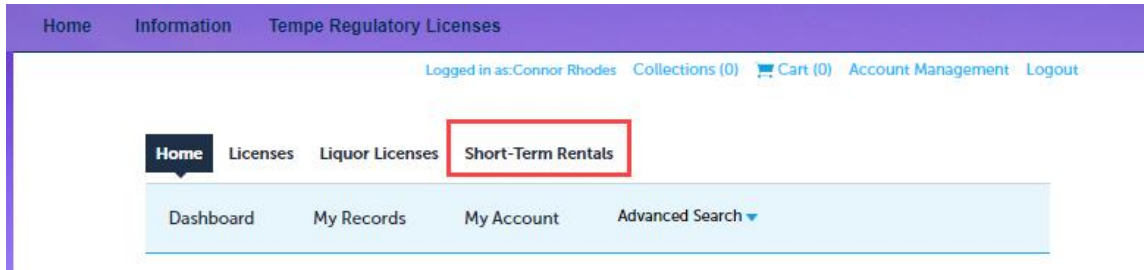 Home Information Tempe Regulatory Licenses
Logged in as:Connor Rhodes Collections (0) Cart (0) Account Management Logout
Home Licenses Liquor Licenses Short-Term Rentals
Dashboard My Records My Account Advanced Search